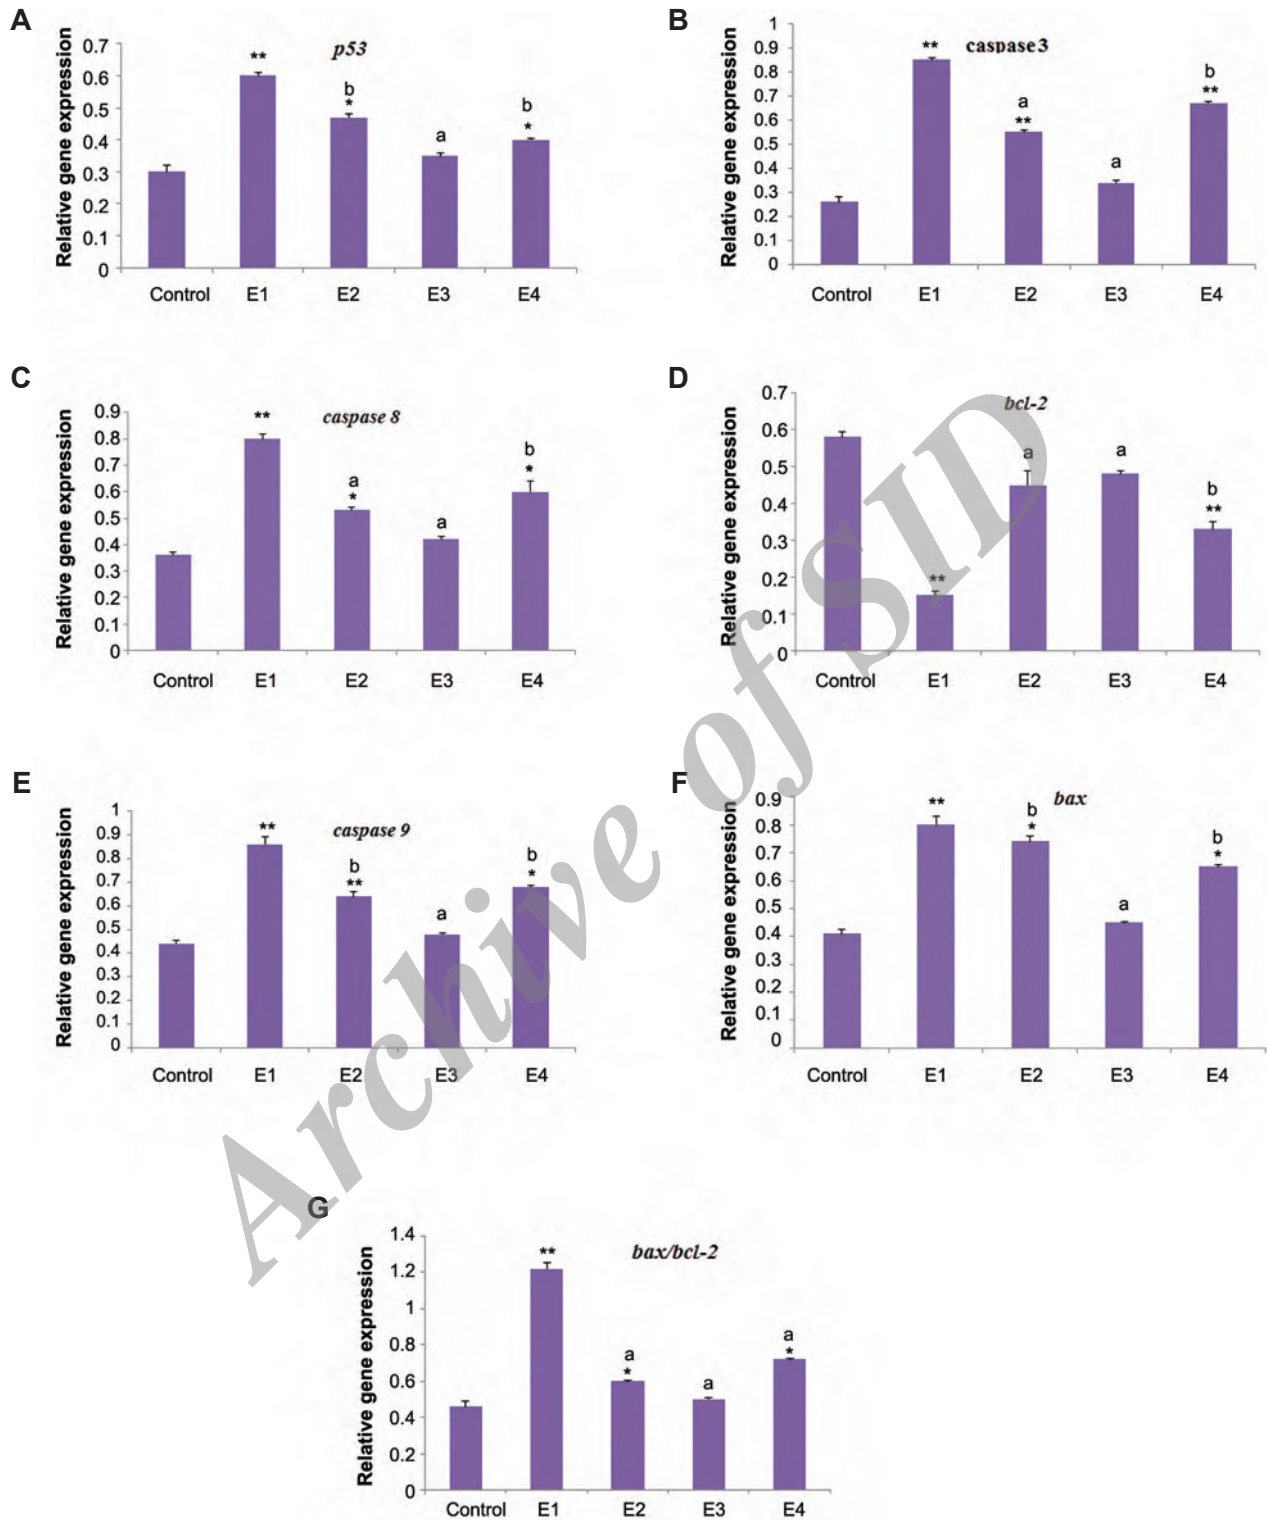 A
p53
Relative gene expression
0.7
0.6
0.5
0.4
0.3
0.2
0.1
0
**
b
*
a
b
*
Control E1 E2 E3 E4
B
caspase3
Relative gene expression
1
0.9
0.8
0.7
0.6
0.5
0.4
0.3
0.2
0.1
0
**
a
**
a
b
**
Control E1 E2 E3 E4
C
caspase 8
Relative gene expression
0.9
0.8
0.7
0.6
0.5
0.4
0.3
0.2
0.1
0
**
a
*
a
b
*
Control E1 E2 E3 E4
D
bcl-2
Relative gene expression
0.7
0.6
0.5
0.4
0.3
0.2
0.1
0
**
a
a
b
**
Control E1 E2 E3 E4
E
caspase 9
Relative gene expression
1
0.9
0.8
0.7
0.6
0.5
0.4
0.3
0.2
0.1
0
**
b
**
a
b
*
Control E1 E2 E3 E4
F
bax
Relative gene expression
0.9
0.8
0.7
0.6
0.5
0.4
0.3
0.2
0.1
0
**
b
*
a
b
*
Control E1 E2 E3 E4
G
bax/bcl-2
Relative gene expression
1.4
1.2
1
0.8
0.6
0.4
0.2
0
**
a
*
a
a
*
Control E1 E2 E3 E4
Archive of SID